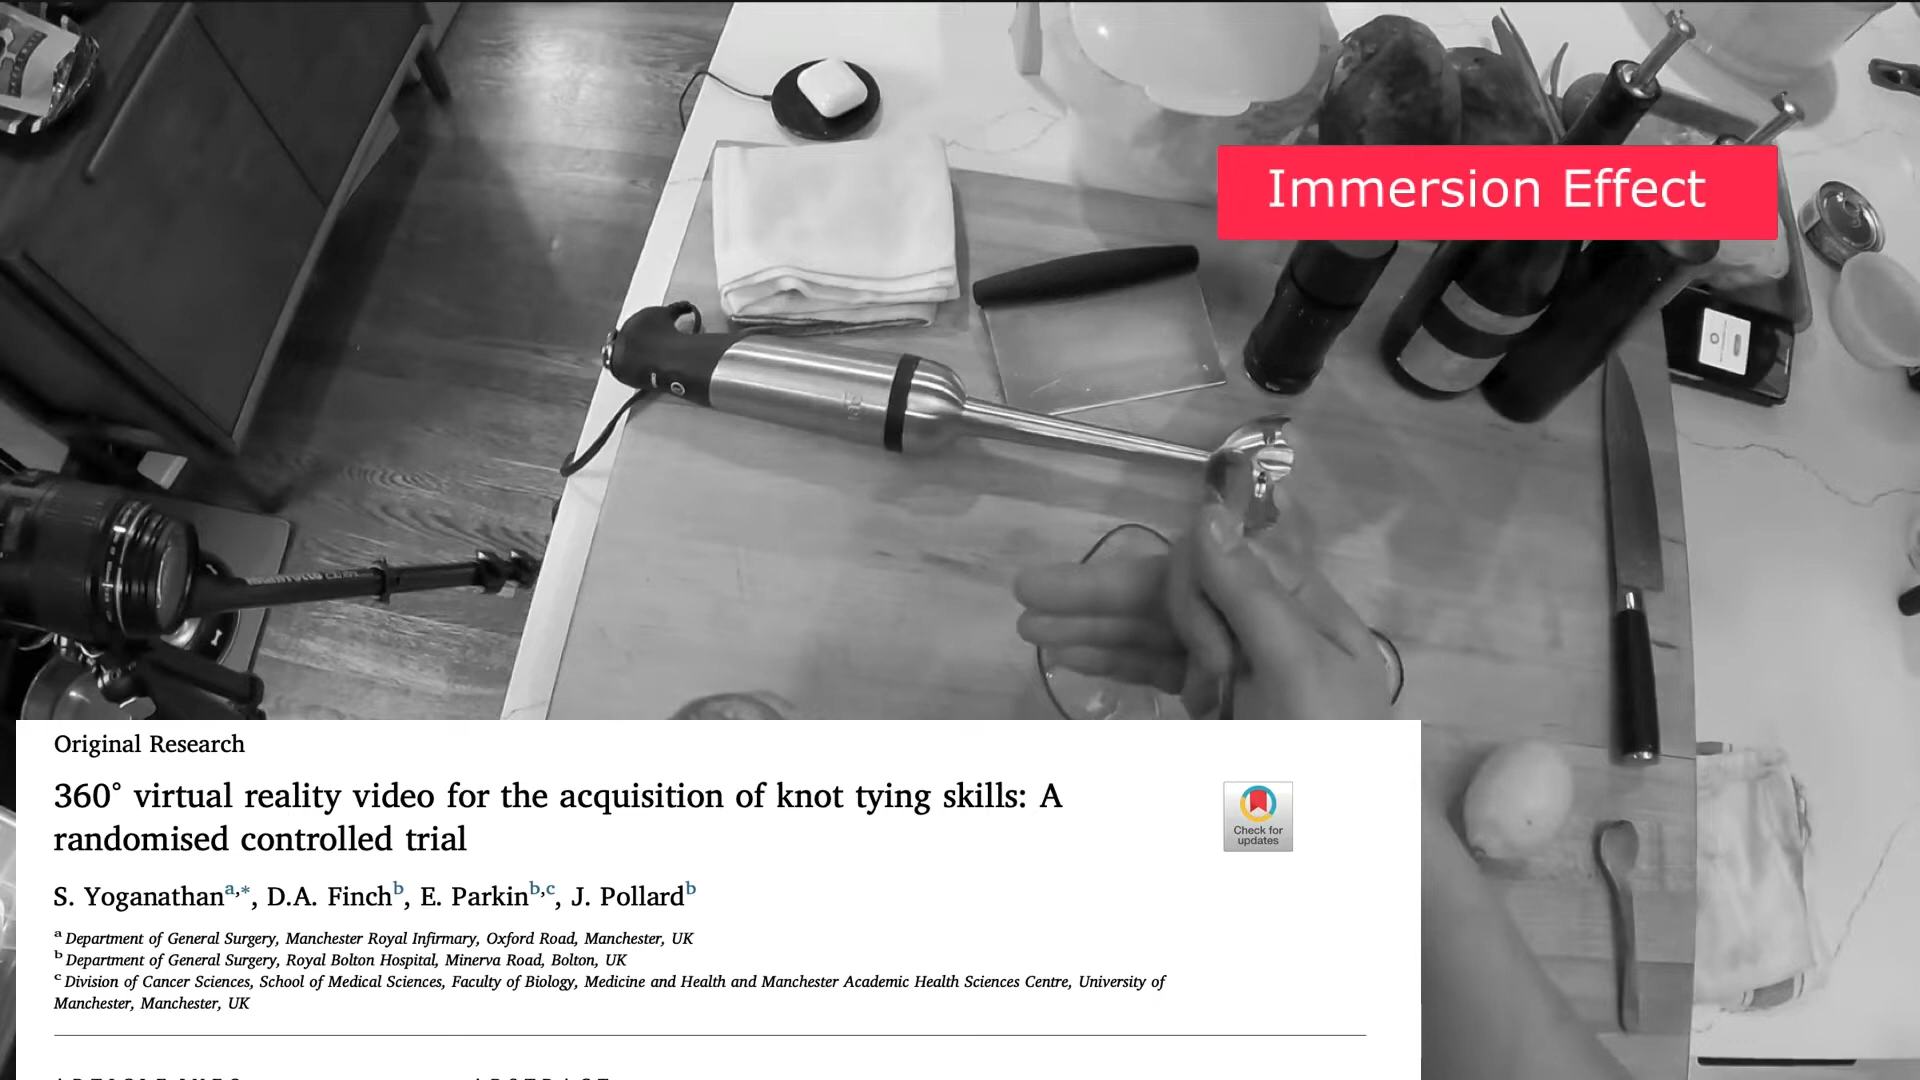 Immersion Effect
Original Research
360° virtual reality video for the acquisition of knot tying skills: A
randomised controlled trial
Check for
updates
S. Yoganathan a,*, D.A. Finch b, E. Parkin b,c, J. Pollard b
a Department of General Surgery, Manchester Royal Infirmary, Oxford Road, Manchester, UK
b Department of General Surgery, Royal Bolton Hospital, Minerva Road, Bolton, UK
c Division of Cancer Sciences, School of Medical Sciences, Faculty of Biology, Medicine and Health and Manchester Academic Health Sciences Centre, University of
Manchester, Manchester, UK